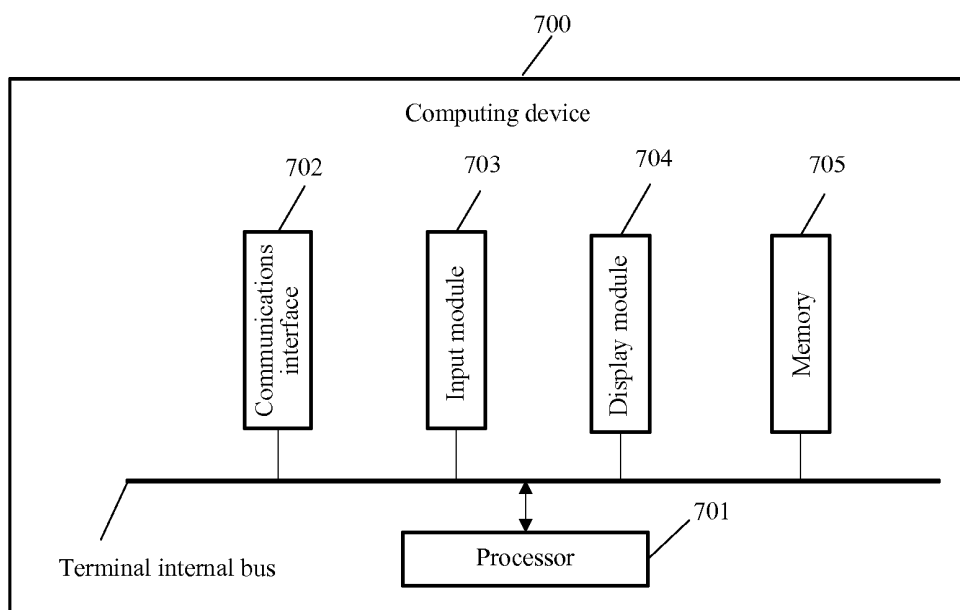 700
Computing device
702
703
704
705
Communications
interface
Input module
Display module
Memory
701
Processor
Terminal internal bus